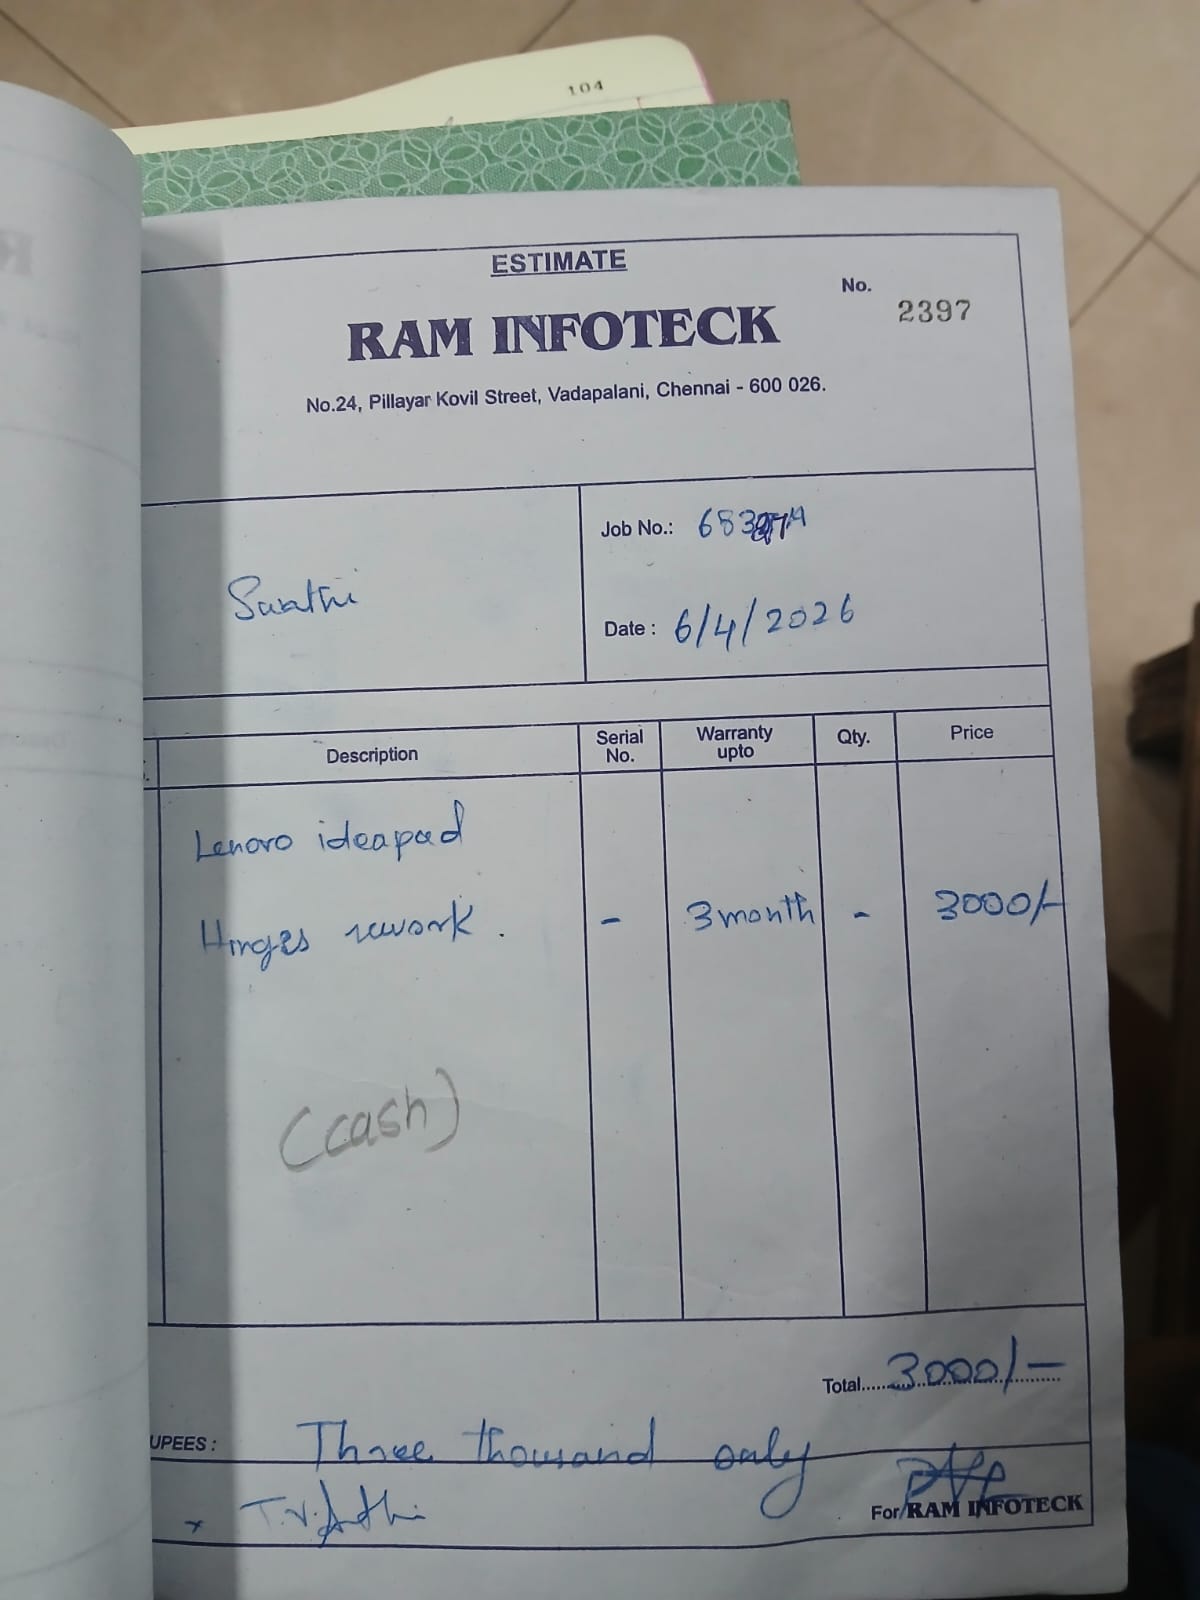 104
ESTIMATE
No.
2397
RAM INFOTECK
No.24, Pillayar Kovil Street, Vadapalani, Chennai - 600 026.
Job No.:
Date : 6/4/2026
Description Serial No. Warranty upto Qty. Price
Lenovo ideapad
Hinges rework . - 3 month - 3000/-
(cash)
Total......3000/-
UPEES : Three thousand only
x
For RAM INFOTECK